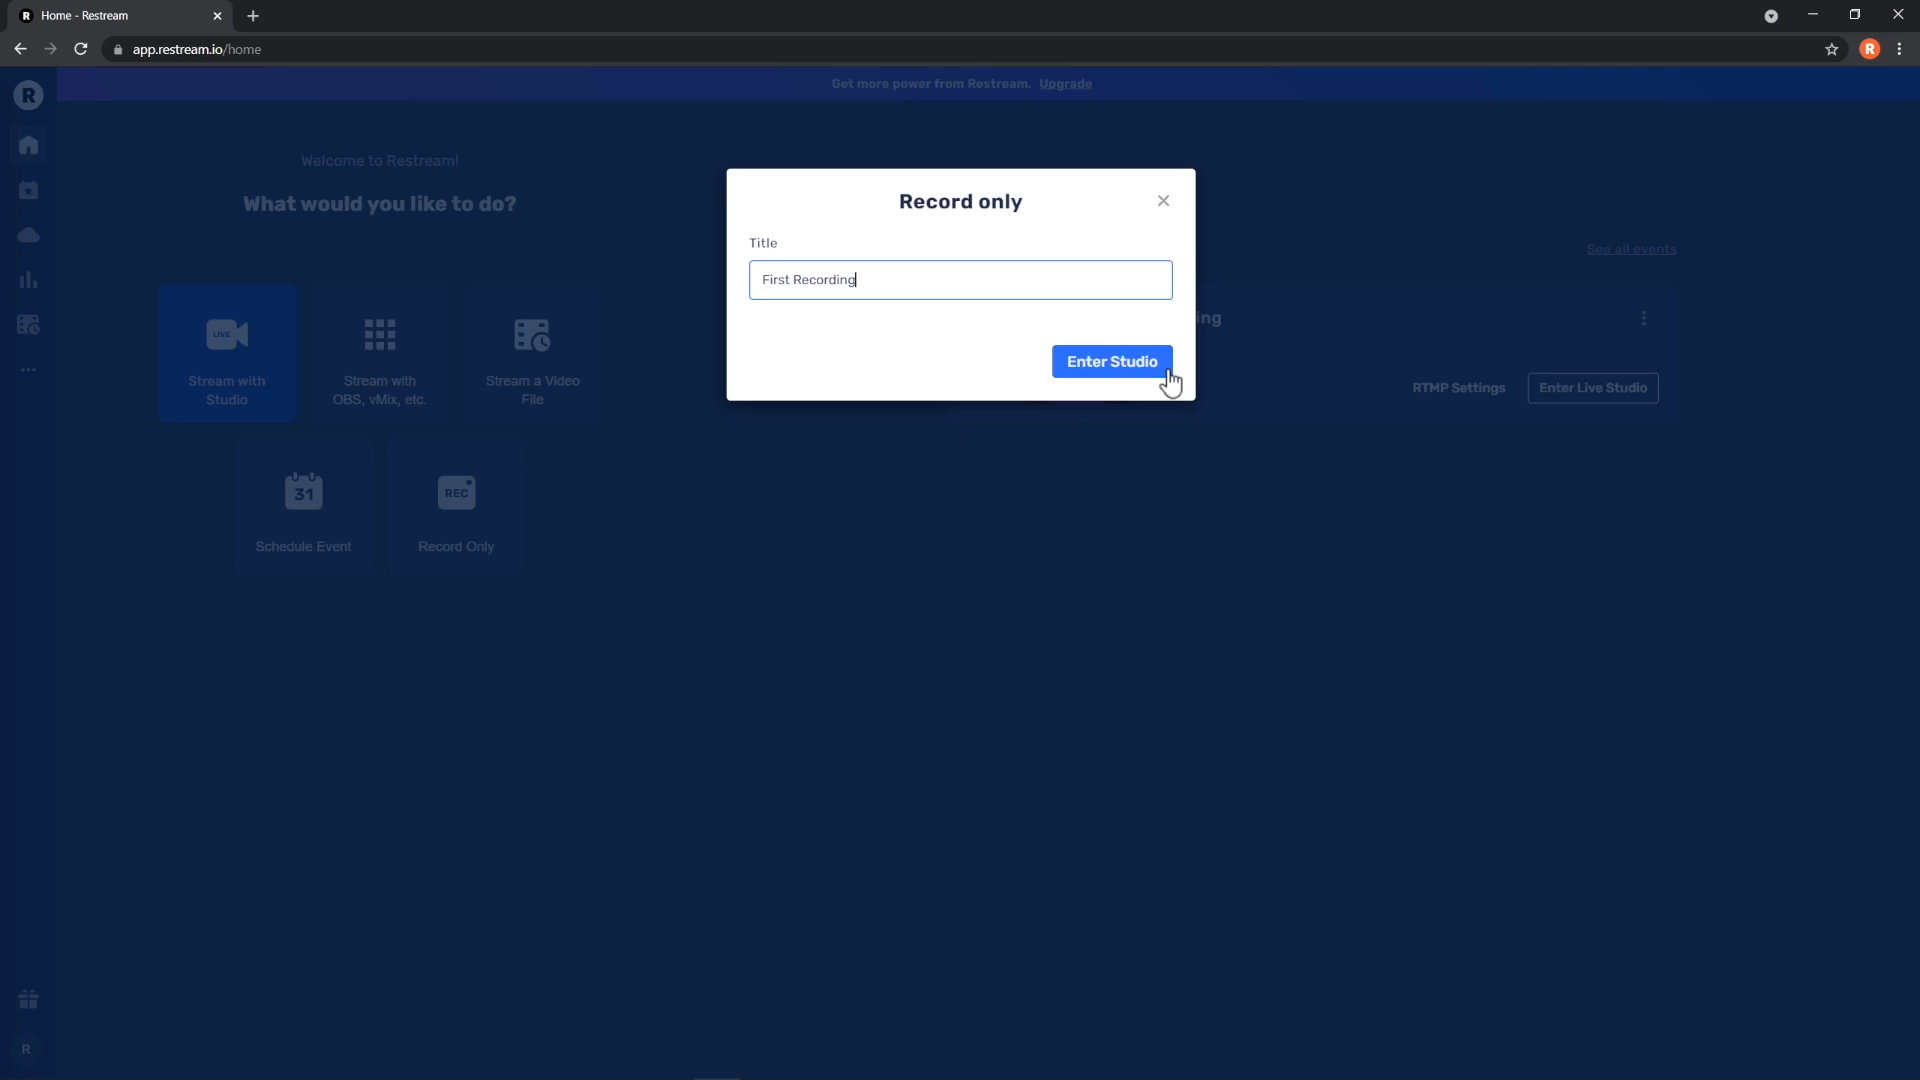 R Home - Restream
app.restream.io/home
R
R
Get more power from Restream. Upgrade
Welcome to Restream!
What would you like to do?
Record only
Title
First Recording
Enter Studio
See all events
ing
RTMP Settings
Enter Live Studio
LIVE
Stream with
Studio
Stream with
OBS, vMix, etc.
Stream a Video
File
31
Schedule Event
REC
Record Only
R